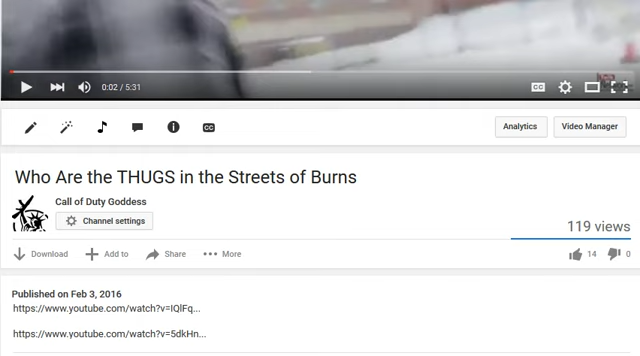 0:02 / 5:31
CC
CC
Analytics
Video Manager
Who Are the THUGS in the Streets of Burns
Call of Duty Goddess
Channel settings
119 views
Download
Add to
Share
More
14
0
Published on Feb 3, 2016
https://www.youtube.com/watch?v=IQlFq...
https://www.youtube.com/watch?v=5dkHn...